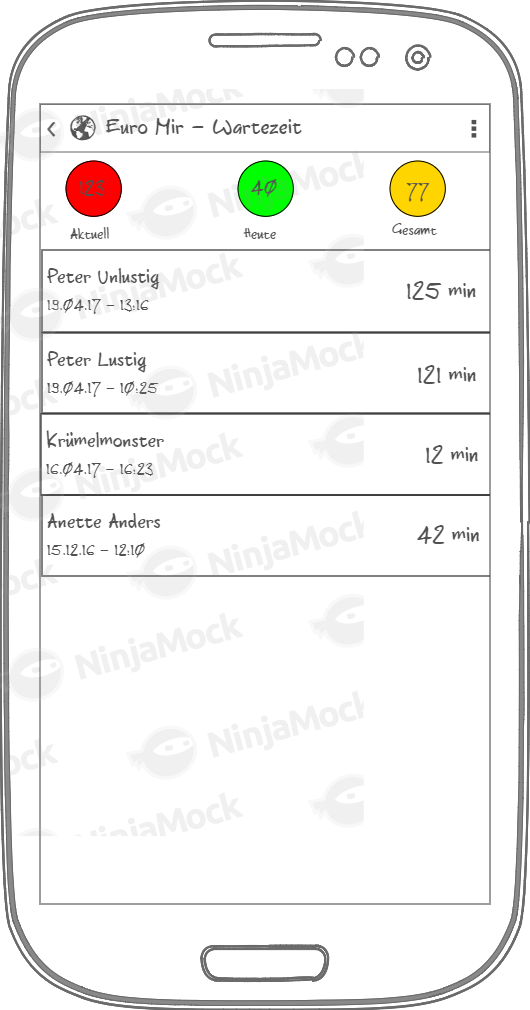 Euro Mir - Wartezeit
123
40
77
Aktuell
Heute
Gesamt
Peter Unlustig
19.04.17 - 13:16
125 min
Peter Lustig
19.04.17 - 10:25
121 min
Krümelmonster
16.04.17 - 16:23
12 min
Anette Anders
15.12.16 - 12:10
42 min
NinjaMock